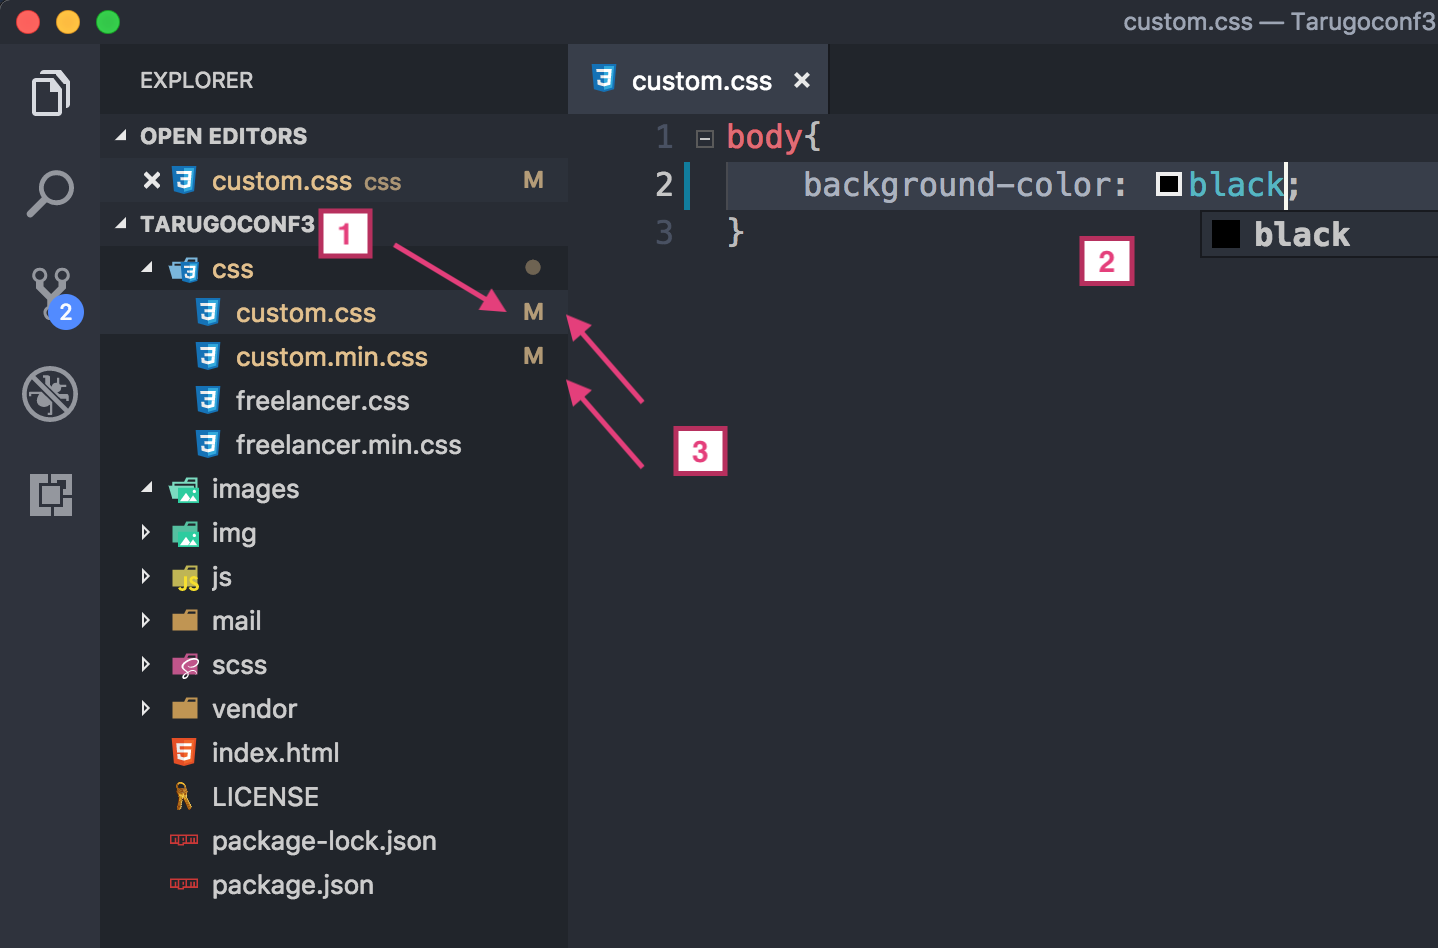 custom.css — Tarugoconf3
EXPLORER
custom.css
OPEN EDITORS
custom.css css M
TARUGOCONF3
1
css
custom.css M
custom.min.css M
freelancer.css
freelancer.min.css
images
img
js
mail
scss
vendor
index.html
LICENSE
package-lock.json
package.json
2
1 body{
2 background-color: black;
3 }
black
2
3